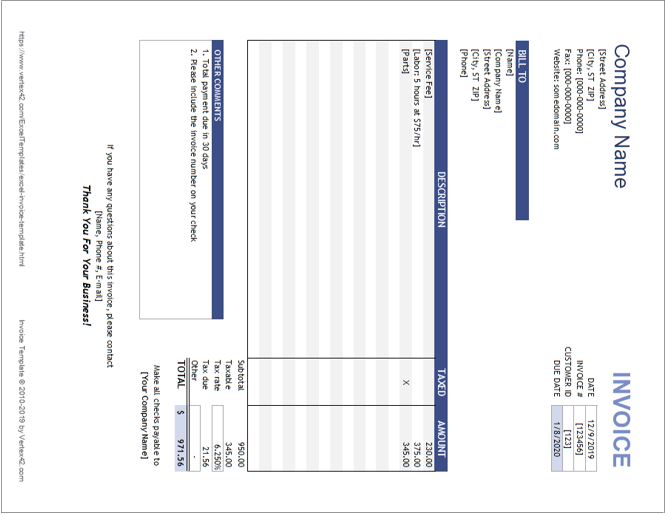 Company Name
INVOICE
[Street Address]
[City, ST ZIP]
Phone: [000-000-0000]
Fax: [000-000-0000]
Website: somedomain.com
DATE 12/9/2019
INVOICE # [123456]
CUSTOMER ID [123]
DUE DATE 1/8/2020
BILL TO
[Name]
[Company Name]
[Street Address]
[City, ST ZIP]
[Phone]
DESCRIPTION TAXED AMOUNT
[Service Fee] 230.00
[Labor: 5 hours at $75/hr] 375.00
[Parts] X 345.00
Subtotal 950.00
Taxable 345.00
Tax rate 6.250%
Tax due 21.56
Other -
TOTAL $ 971.56
OTHER COMMENTS
1. Total payment due in 30 days
2. Please include the invoice number on your check
Make all checks payable to
[Your Company Name]
If you have any questions about this invoice, please contact
[Name, Phone #, E-mail]
Thank You For Your Business!
https://www.vertex42.com/ExcelTemplates/excel-invoice-template.html
Invoice Template © 2010-2019 by Vertex42.com